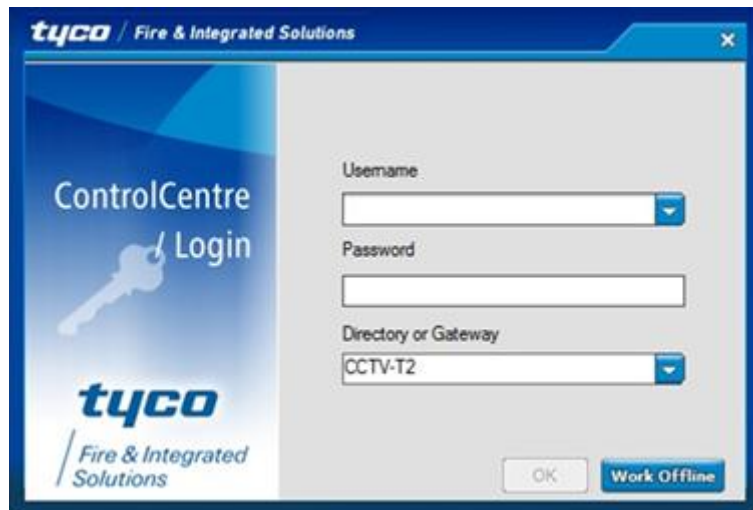 tyco / Fire & Integrated Solutions
ControlCentre
/ Login
tyco
Fire & Integrated
Solutions
Username
Password
Directory or Gateway
CCTV-T2
OK
Work Offline